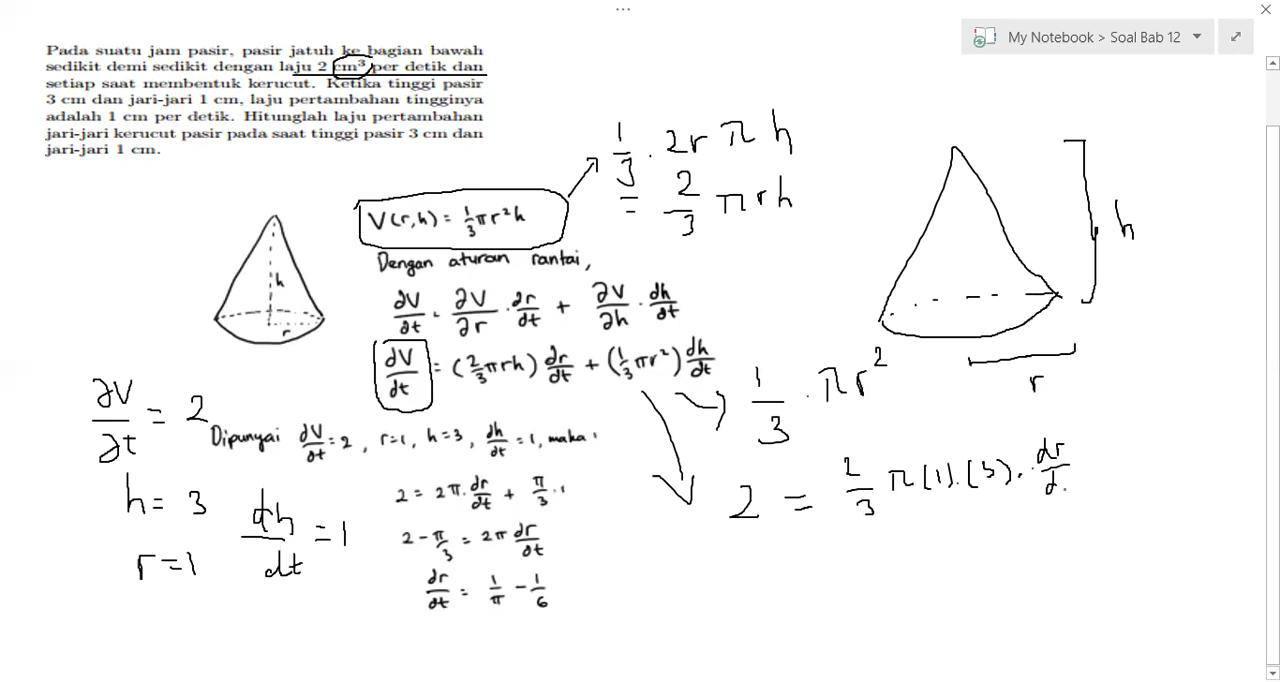 My Notebook > Soal Bab 12
Pada suatu jam pasir, pasir jatuh ke bagian bawah
sedikit demi sedikit dengan laju 2 cm³ per detik dan
setiap saat membentuk kerucut. Ketika tinggi pasir
3 cm dan jari-jari 1 cm, laju pertambahan tingginya
adalah 1 cm per detik. Hitunglah laju pertambahan
jari-jari kerucut pasir pada saat tinggi pasir 3 cm dan
jari-jari 1 cm.
1/3 · 2r π h
= 2/3 π r h
V(r,h) = 1/3 πr²h
Dengan aturan rantai,
∂V/∂t = ∂V/∂r · ∂r/∂t + ∂V/∂h · dh/∂t
dV/dt = (2/3 πrh) dr/dt + (1/3 πr²) dh/dt
h
r
h
r
1/3 · πr²
∂V/∂t = 2
h = 3
r = 1
dh/dt = 1
Dipunyai dV/dt = 2, r=1, h=3, dh/dt = 1, maka
2 = 2π · dr/dt + π/3 · 1
2 - π/3 = 2π dr/dt
dr/dt = 1/π - 1/6
2 = 2/3 π (1) · (3) · dr/d